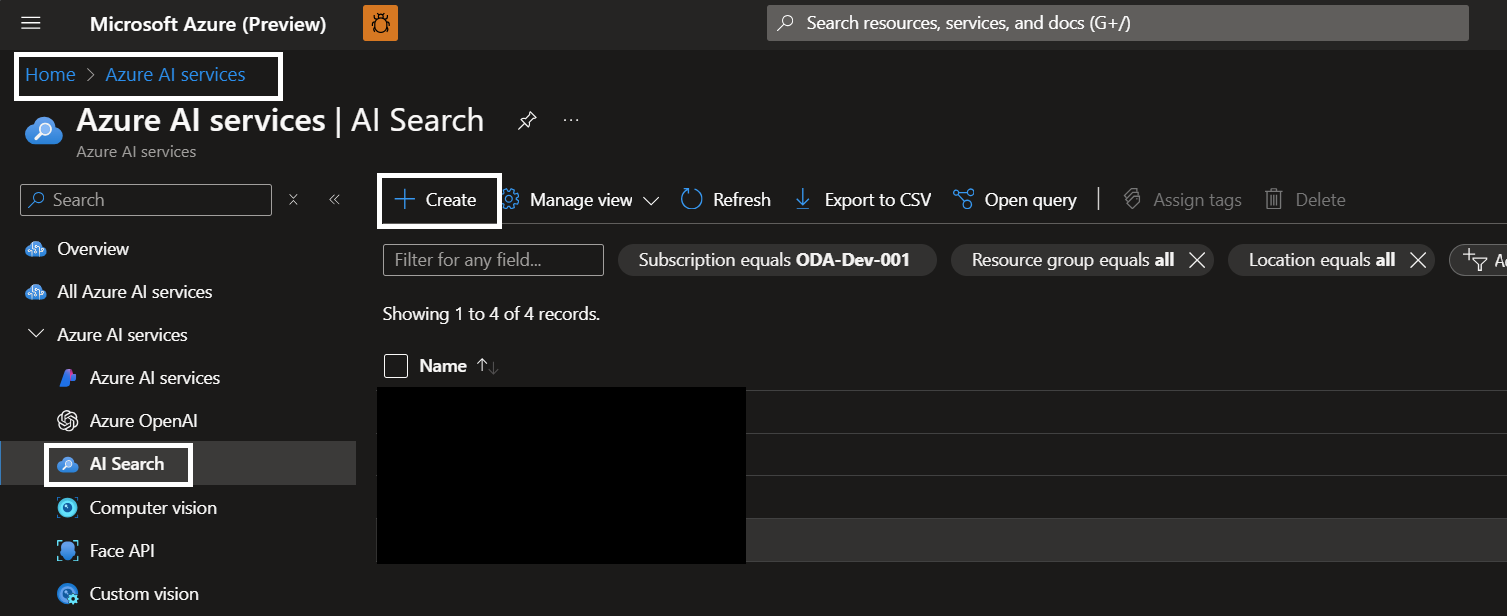 Microsoft Azure (Preview)
Search resources, services, and docs (G+/)
Home > Azure AI services
Azure AI services | AI Search
Azure AI services
Search
Overview
All Azure AI services
Azure AI services
Azure AI services
Azure OpenAI
AI Search
Computer vision
Face API
Custom vision
Create Manage view Refresh Export to CSV Open query | Assign tags Delete
Filter for any field... Subscription equals ODA-Dev-001 Resource group equals all Location equals all
Showing 1 to 4 of 4 records.
Name